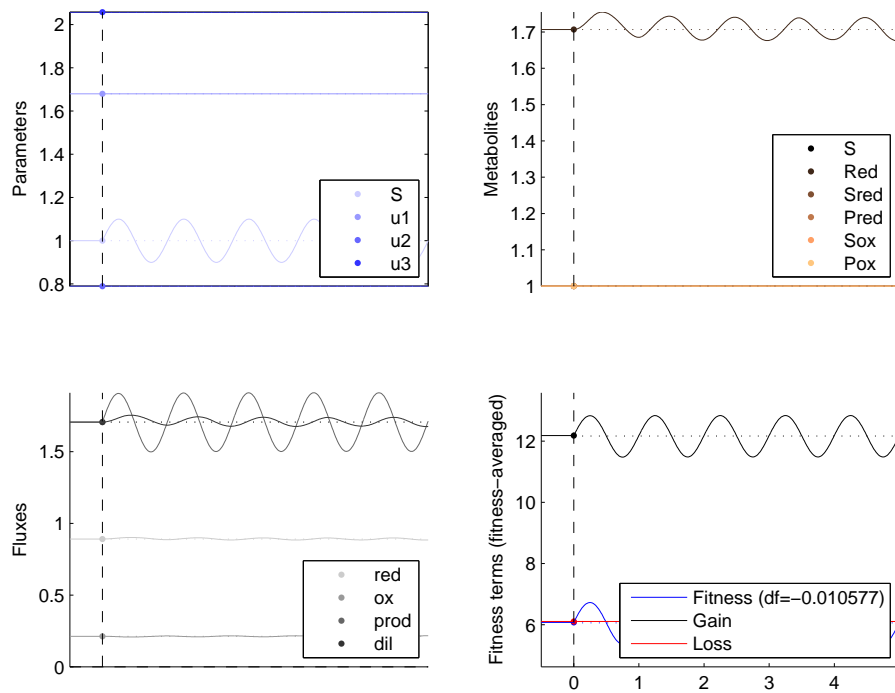 2
1.8
1.6
1.4
1.2
1
0.8
Parameters
S
u1
u2
u3
1.7
1.6
1.5
1.4
1.3
1.2
1.1
1
Metabolites
S
Red
Sred
Pred
Sox
Pox
1.5
1
0.5
0
Fluxes
red
ox
prod
dil
12
10
8
6
Fitness terms (fitness−averaged)
Fitness (df=−0.010577)
Gain
Loss
0 1 2 3 4